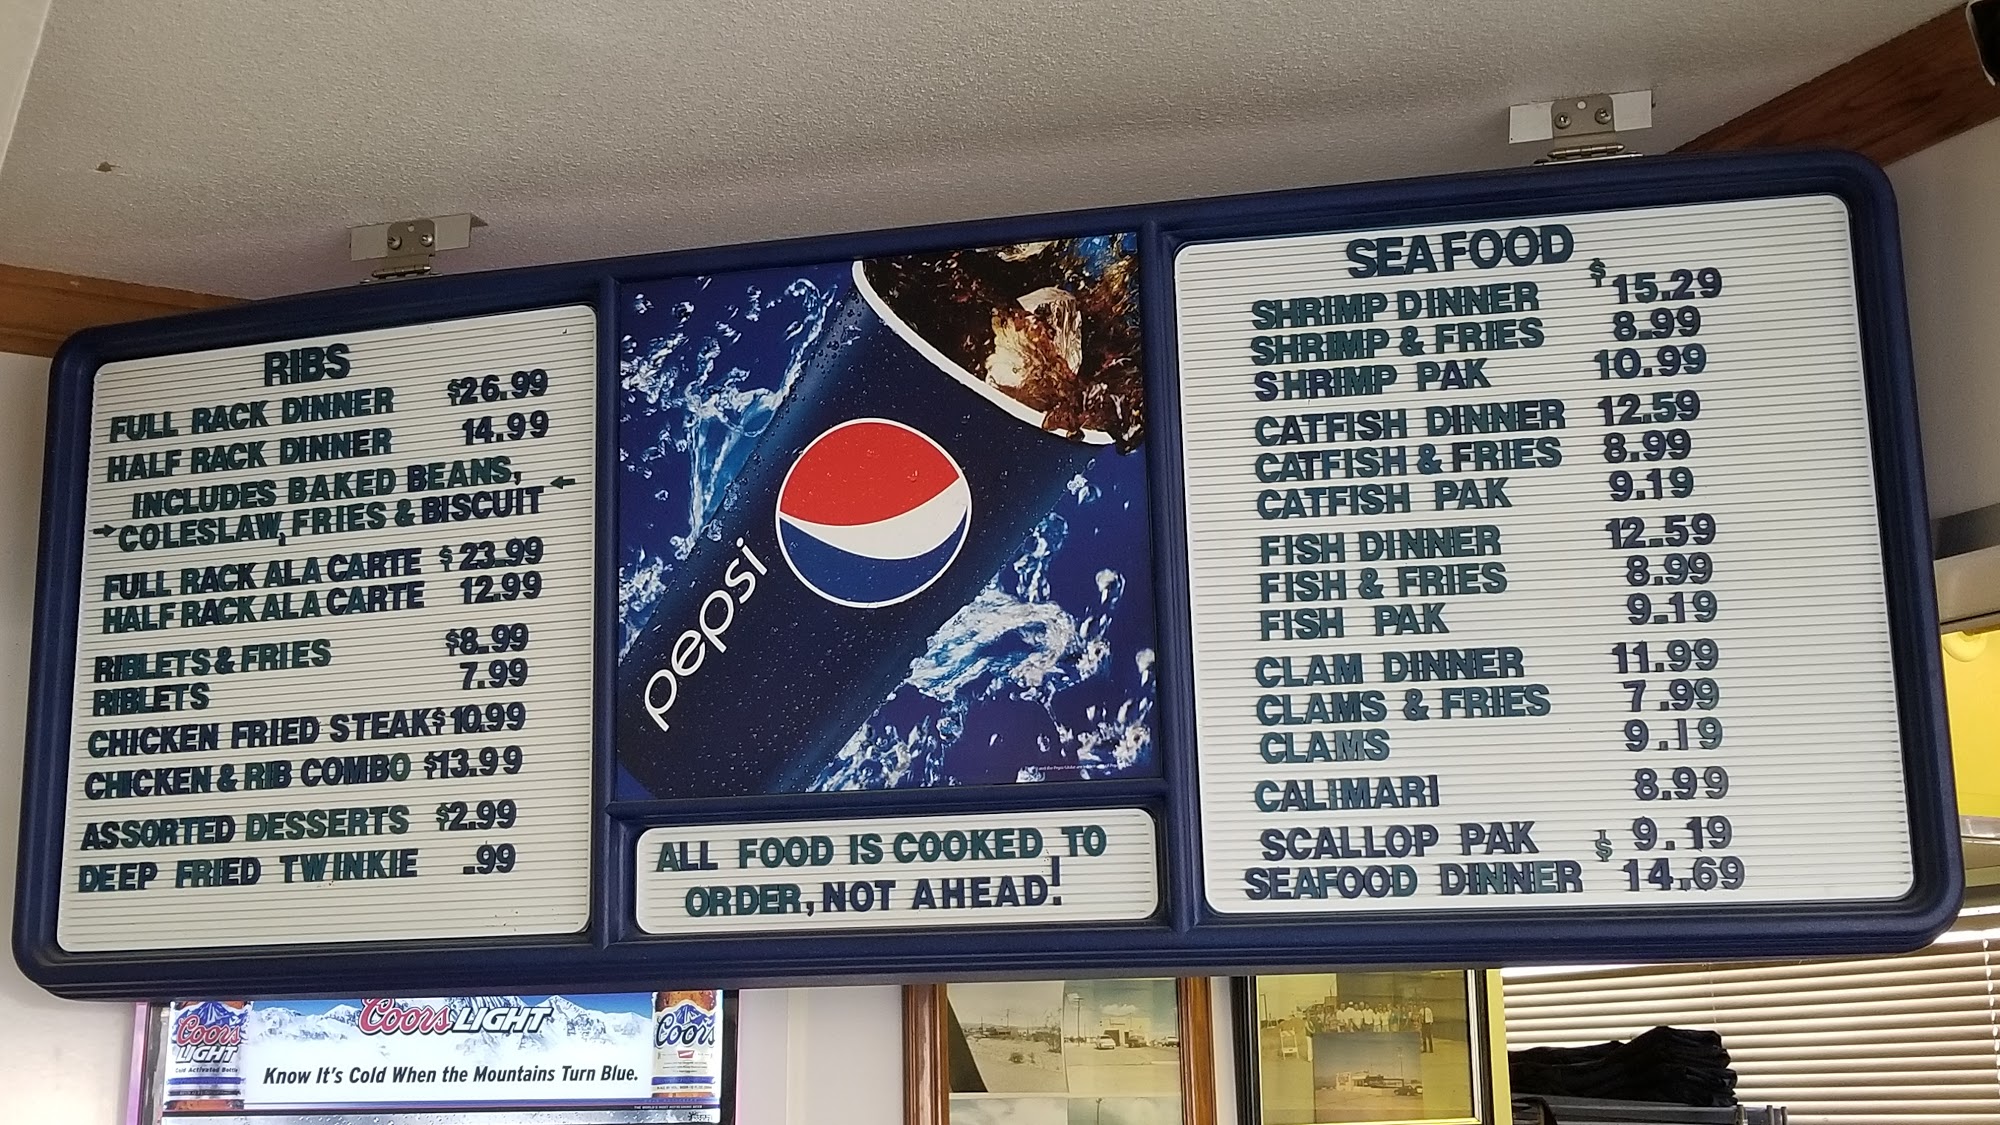 RIBS
FULL RACK DINNER $26.99
HALF RACK DINNER 14.99
INCLUDES BAKED BEANS,
COLESLAW, FRIES & BISCUIT
FULL RACK ALA CARTE $23.99
HALF RACK ALA CARTE 12.99
RIBLETS & FRIES $8.99
RIBLETS 7.99
CHICKEN FRIED STEAK $10.99
CHICKEN & RIB COMBO $13.99
ASSORTED DESSERTS $2.99
DEEP FRIED TWINKIE .99
pepsi
ALL FOOD IS COOKED TO
ORDER, NOT AHEAD!
SEAFOOD
SHRIMP DINNER $15.29
SHRIMP & FRIES 8.99
SHRIMP PAK 10.99
CATFISH DINNER 12.59
CATFISH & FRIES 8.99
CATFISH PAK 9.19
FISH DINNER 12.59
FISH & FRIES 8.99
FISH PAK 9.19
CLAM DINNER 11.99
CLAMS & FRIES 7.99
CLAMS 9.19
CALIMARI 8.99
SCALLOP PAK $9.19
SEAFOOD DINNER $14.69
Coors LIGHT
Coors
LIGHT
Cold Activated Bottle
Coors
Know It's Cold When the Mountains Turn Blue.